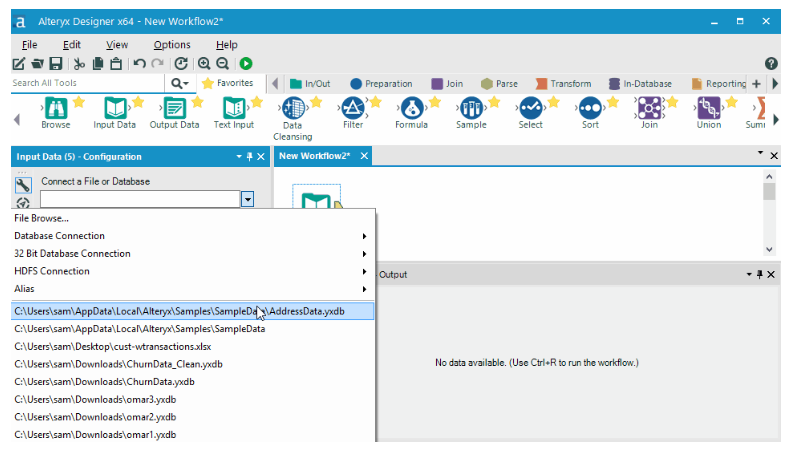 a Alteryx Designer x64 - New Workflow2*
File Edit View Options Help
Search All Tools Favorites In/Out Preparation Join Parse Transform In-Database Reporting
Browse Input Data Output Data Text Input Data Cleansing Filter Formula Sample Select Sort Join Union Sum
Input Data (5) - Configuration New Workflow2*
Connect a File or Database
File Browse...
Database Connection
32 Bit Database Connection
HDFS Connection
Alias
Output
C:\Users\sam\AppData\Local\Alteryx\Samples\SampleData\AddressData.yxdb
C:\Users\sam\AppData\Local\Alteryx\Samples\SampleData
C:\Users\sam\Desktop\cust-wtransactions.xlsx
C:\Users\sam\Downloads\ChurnData_Clean.yxdb
No data available. (Use Ctrl+R to run the workflow.)
C:\Users\sam\Downloads\ChurnData.yxdb
C:\Users\sam\Downloads\omar3.yxdb
C:\Users\sam\Downloads\omar2.yxdb
C:\Users\sam\Downloads\omar1.yxdb